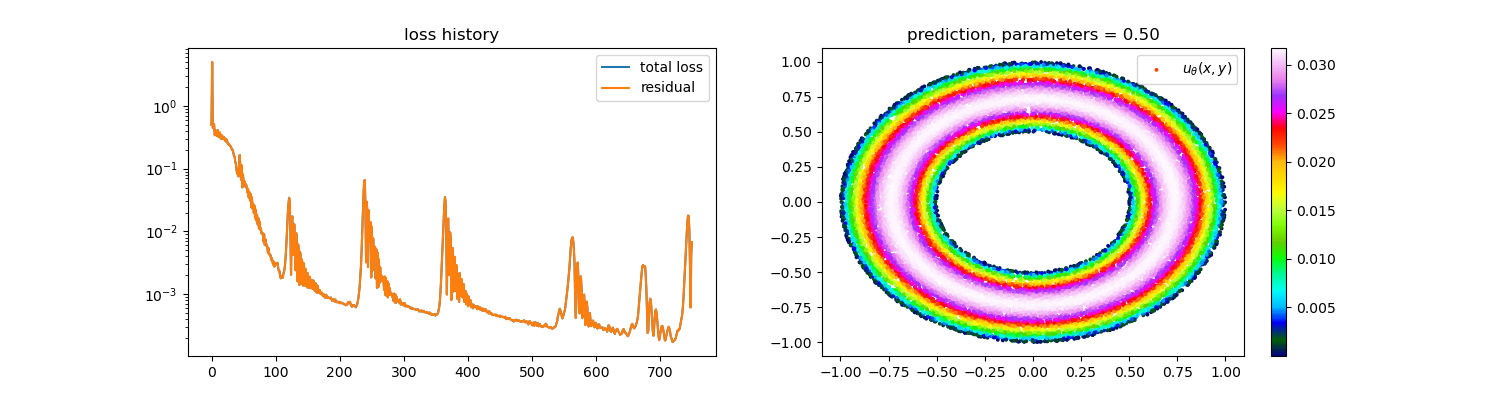 loss history
total loss
residual
10⁰
10⁻¹
10⁻²
10⁻³
0 100 200 300 400 500 600 700
prediction, parameters = 0.50
u_θ(x, y)
1.00
0.75
0.50
0.25
0.00
−0.25
−0.50
−0.75
−1.00
−1.00 −0.75 −0.50 −0.25 0.00 0.25 0.50 0.75 1.00
0.030
0.025
0.020
0.015
0.010
0.005